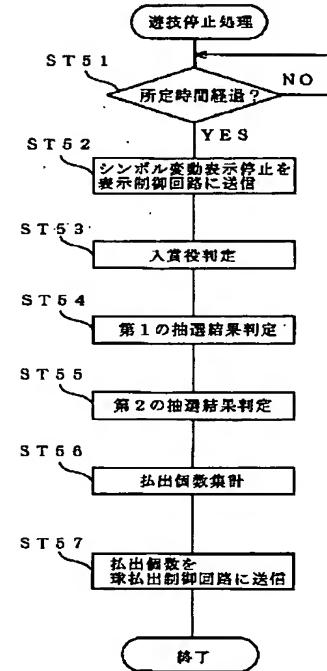 遊技停止処理
ST51
所定時間経過?
NO
YES
ST52
シンボル変動表示停止を
表示制御回路に送信
ST53
入賞役判定
ST54
第1の抽選結果判定
ST55
第2の抽選結果判定
ST56
払出個数集計
ST57
払出個数を
球払出制御回路に送信
終了